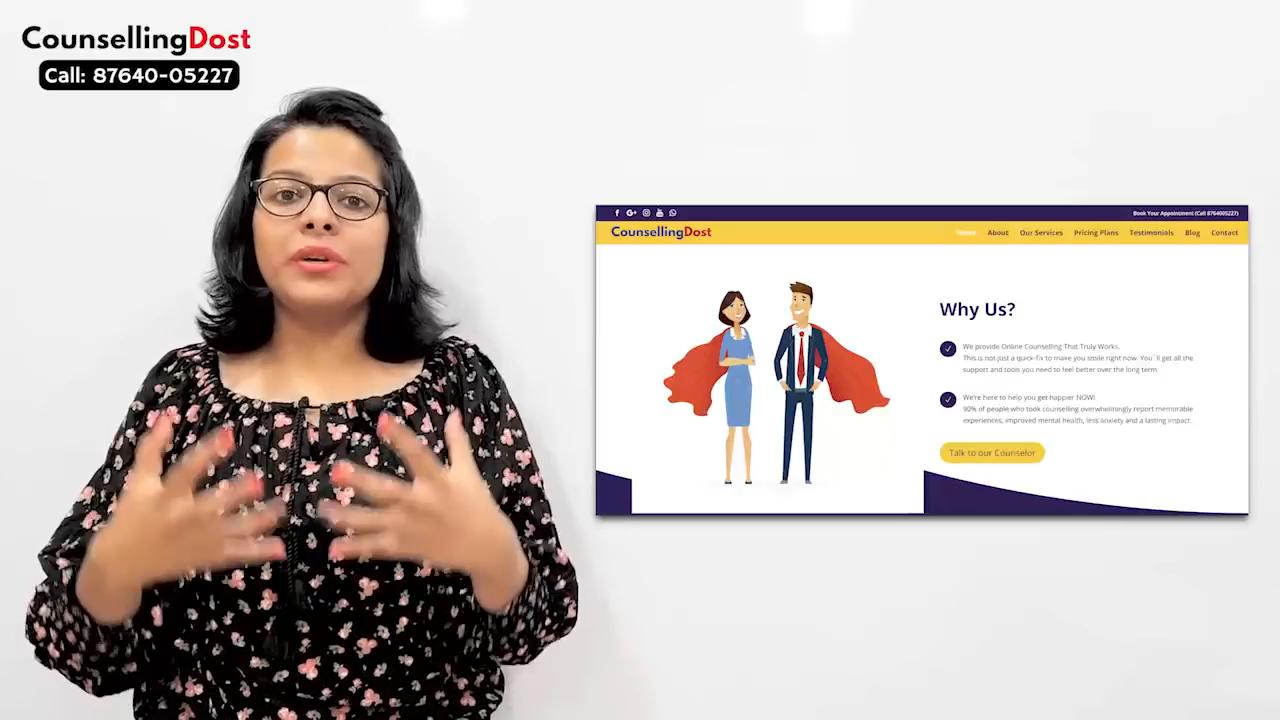 CounsellingDost
Call: 87640-05227
Book Your Appointment (Call 8764005227)
CounsellingDost
Home About Our Services Pricing Plans Testimonials Blog Contact
Why Us?
We provide Online Counselling That Truly Works.
This is not just a quick-fix to make you smile right now. You`ll get all the
support and tools you need to feel better over the long term.
We're here to help you get happier NOW!
90% of people who took counselling overwhelmingly report memorable
experiences, improved mental health, less anxiety and a lasting impact.
Talk to our Counselor